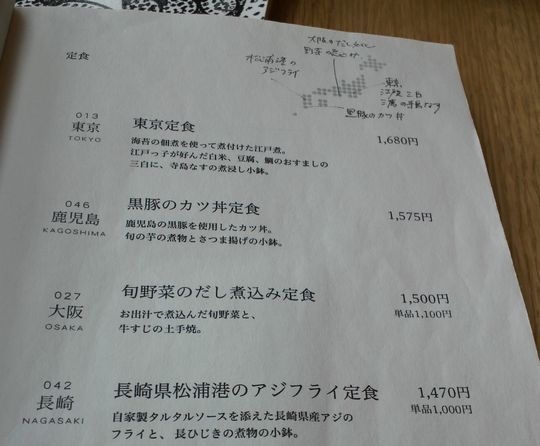 定食
大阪のだし煮込
野菜の煮込み
松浦港の
アジフライ
東京
江戸 三白
黒豚のカツ丼
013
東京
TOKYO
東京定食
1,680円
海苔の佃煮を使って煮付けた江戸煮。
江戸っ子が好んだ白米、豆腐、鯛のおすましの
三白に、寺島なすの煮浸し小鉢。
046
鹿児島
KAGOSHIMA
黒豚のカツ丼定食
1,575円
鹿児島の黒豚を使用したカツ丼。
旬の芋の煮物とさつま揚げの小鉢。
027
大阪
OSAKA
旬野菜のだし煮込み定食
1,500円
単品1,100円
お出汁で煮込んだ旬野菜と、
牛すじの土手焼。
042
長崎
NAGASAKI
長崎県松浦港のアジフライ定食
1,470円
単品1,000円
自家製タルタルソースを添えた長崎県産アジの
フライと、長ひじきの煮物の小鉢。